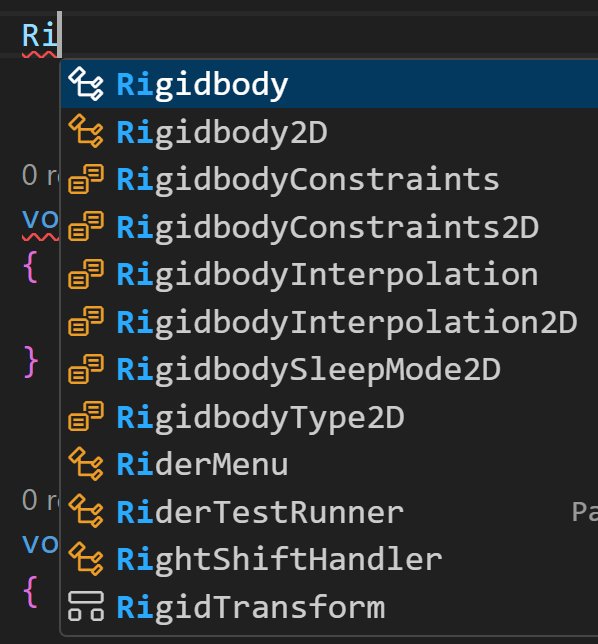 Ri
Rigidbody
Rigidbody2D
RigidbodyConstraints
0 r
vo
RigidbodyConstraints2D
{
RigidbodyInterpolation
RigidbodyInterpolation2D
}
RigidbodySleepMode2D
RigidbodyType2D
RiderMenu
0 r
RiderTestRunner
Pa
vo
RightShiftHandler
{
RigidTransform